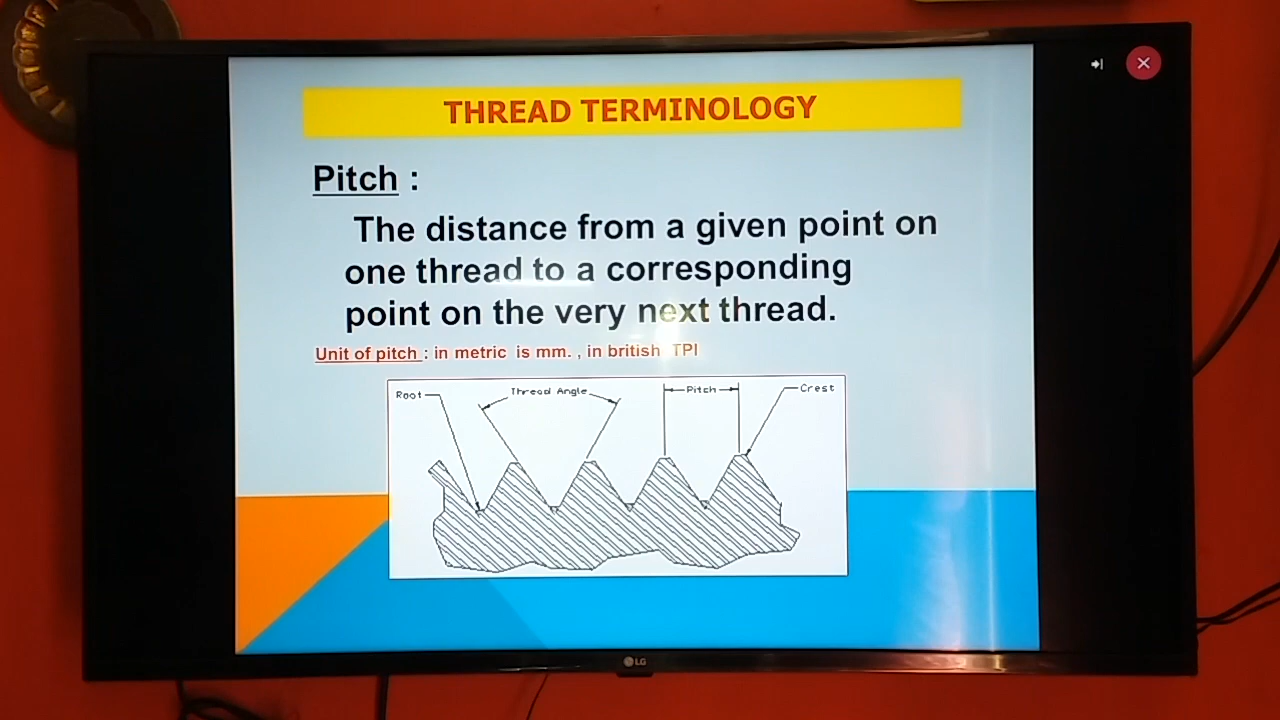 THREAD TERMINOLOGY
Pitch :
The distance from a given point on
one thread to a corresponding
point on the very next thread.
Unit of pitch : in metric is mm. , in british TPI
Root
Thread Angle
Pitch
Crest
LG